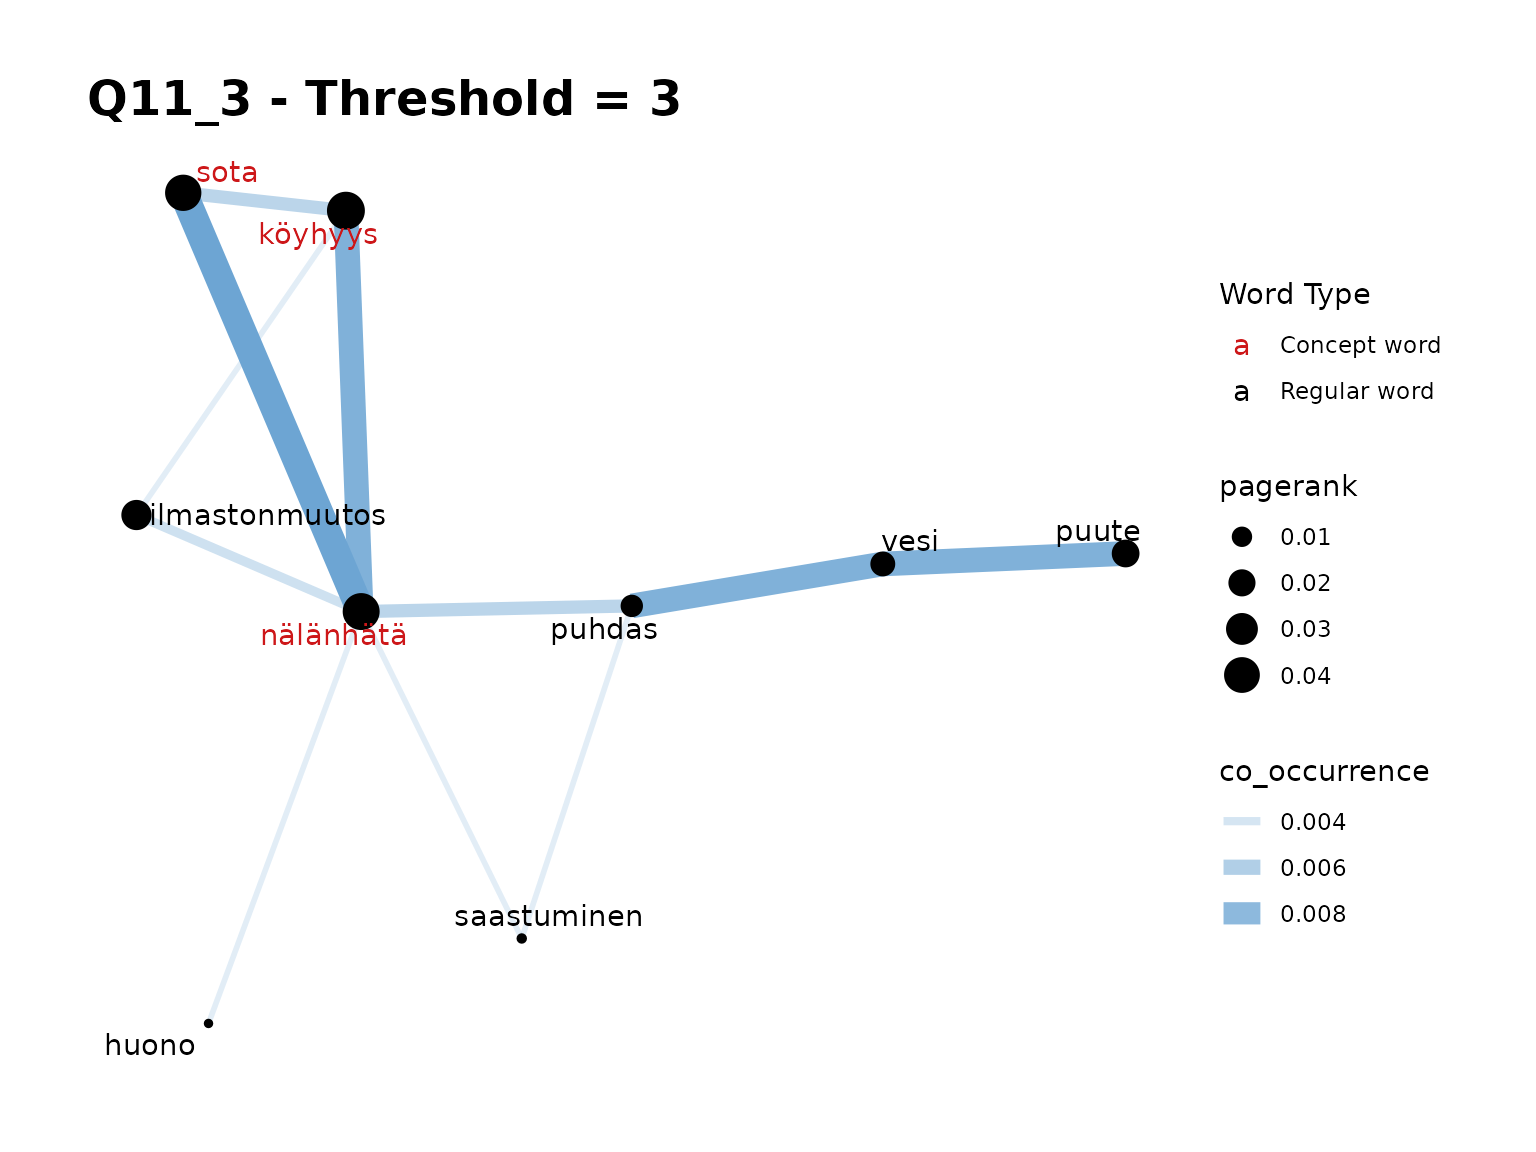 Q11_3 - Threshold = 3
sota
köyhyys
ilmastonmuutos
vesi
puute
nälänhätä
puhdas
saastuminen
huono
Word Type
a Concept word
a Regular word
pagerank
0.01
0.02
0.03
0.04
co_occurrence
0.004
0.006
0.008